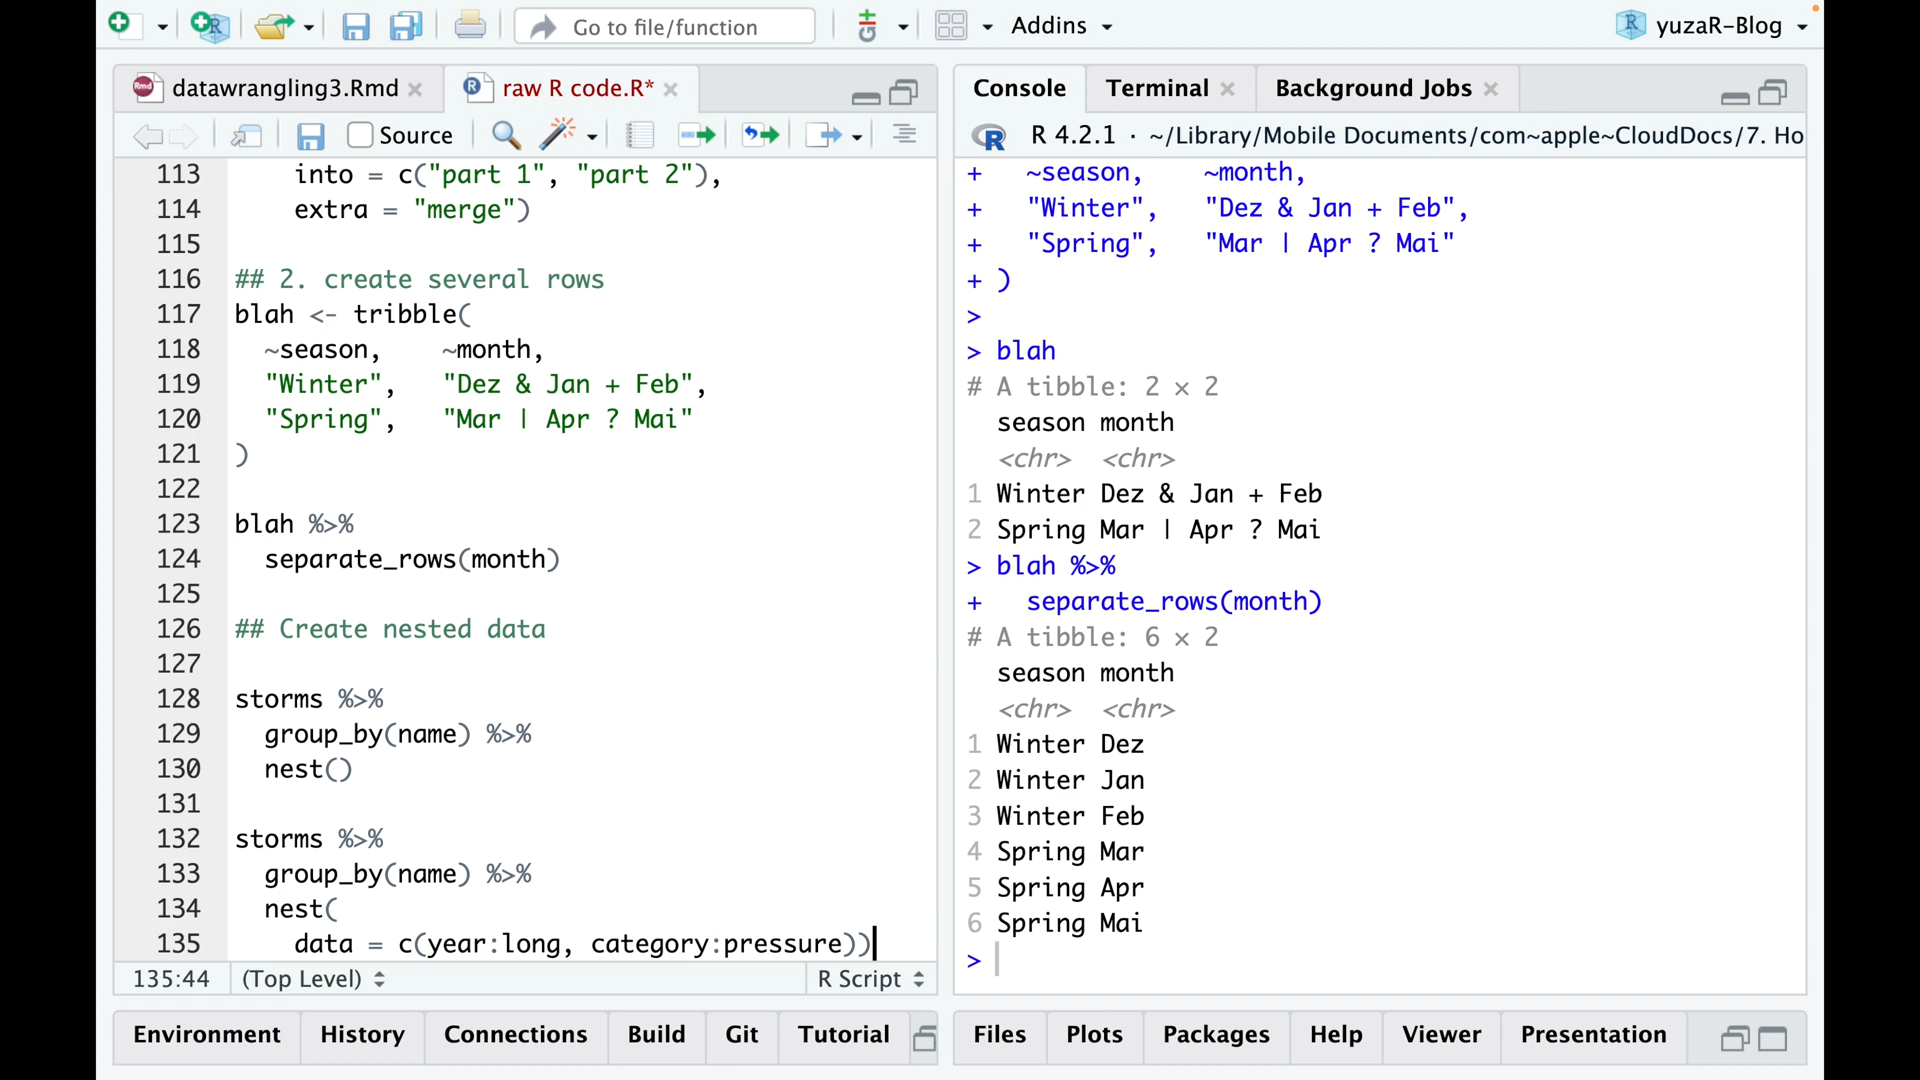 Go to file/function
Addins
yuzaR-Blog
datawrangling3.Rmd
raw R code.R*
Source
113 into = c("part 1", "part 2"),
114 extra = "merge")
115
116 ## 2. create several rows
117 blah <- tribble(
118 ~season, ~month,
119 "Winter", "Dez & Jan + Feb",
120 "Spring", "Mar | Apr ? Mai"
121 )
122
123 blah %>%
124 separate_rows(month)
125
126 ## Create nested data
127
128 storms %>%
129 group_by(name) %>%
130 nest()
131
132 storms %>%
133 group_by(name) %>%
134 nest(
135 data = c(year:long, category:pressure))
135:44 (Top Level) R Script
Environment History Connections Build Git Tutorial
Console Terminal Background Jobs
R 4.2.1 · ~/Library/Mobile Documents/com~apple~CloudDocs/7. Ho
+ ~season, ~month,
+ "Winter", "Dez & Jan + Feb",
+ "Spring", "Mar | Apr ? Mai"
+ )
>
> blah
# A tibble: 2 × 2
season month
<chr> <chr>
1 Winter Dez & Jan + Feb
2 Spring Mar | Apr ? Mai
> blah %>%
+ separate_rows(month)
# A tibble: 6 × 2
season month
<chr> <chr>
1 Winter Dez
2 Winter Jan
3 Winter Feb
4 Spring Mar
5 Spring Apr
6 Spring Mai
>
Files Plots Packages Help Viewer Presentation